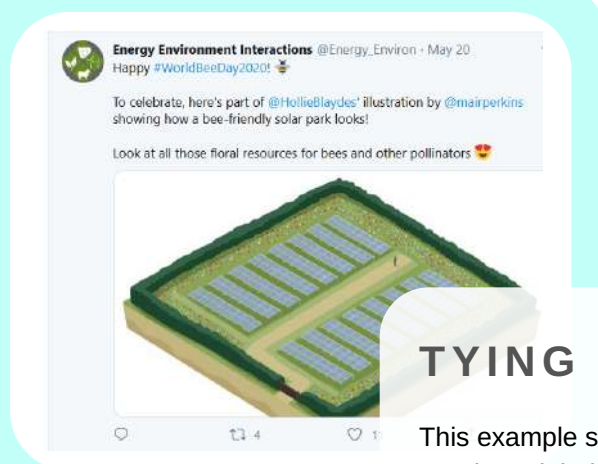 Energy Environment Interactions @Energy_Environ · May 20
Happy #WorldBeeDay2020! 🐝
To celebrate, here's part of @HollieBlaydes' illustration by @mairperkins
showing how a bee-friendly solar park looks!
Look at all those floral resources for bees and other pollinators 😍
4
TYING
This example s